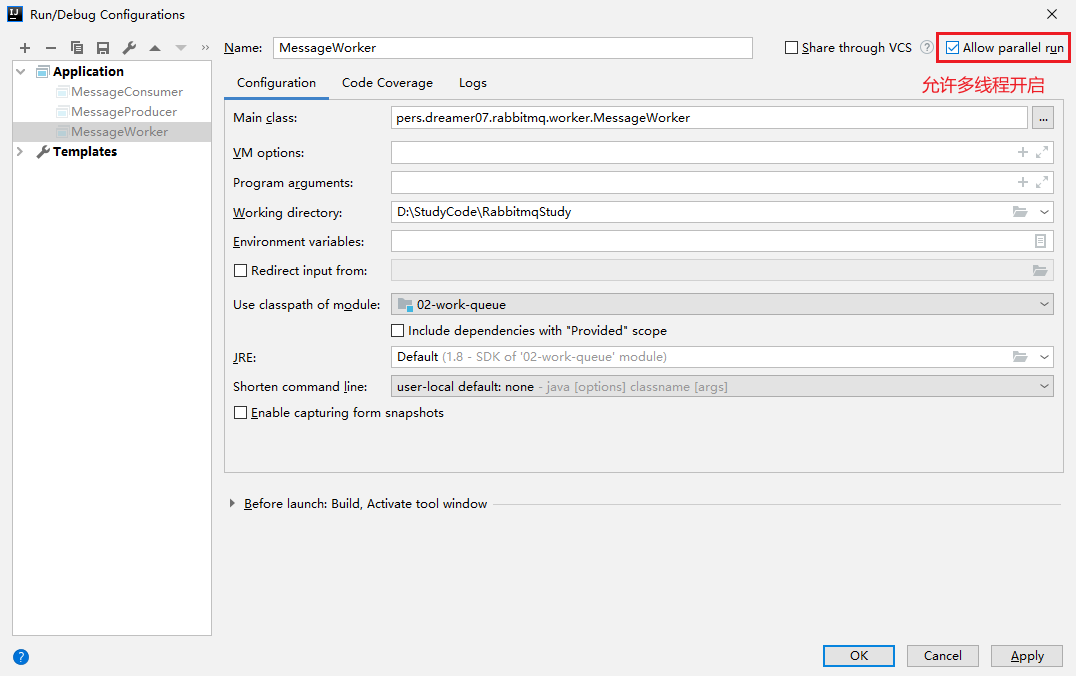 Run/Debug Configurations
Name: MessageWorker Share through VCS ? Allow parallel run
允许多线程开启
Application
MessageConsumer
MessageProducer
MessageWorker
Templates
Configuration Code Coverage Logs
Main class: pers.dreamer07.rabbitmq.worker.MessageWorker ...
VM options:
Program arguments:
Working directory: D:\StudyCode\RabbitmqStudy
Environment variables:
Redirect input from:
Use classpath of module: 02-work-queue
Include dependencies with "Provided" scope
JRE: Default (1.8 - SDK of '02-work-queue' module)
Shorten command line: user-local default: none - java [options] classname [args]
Enable capturing form snapshots
Before launch: Build, Activate tool window
? OK Cancel Apply